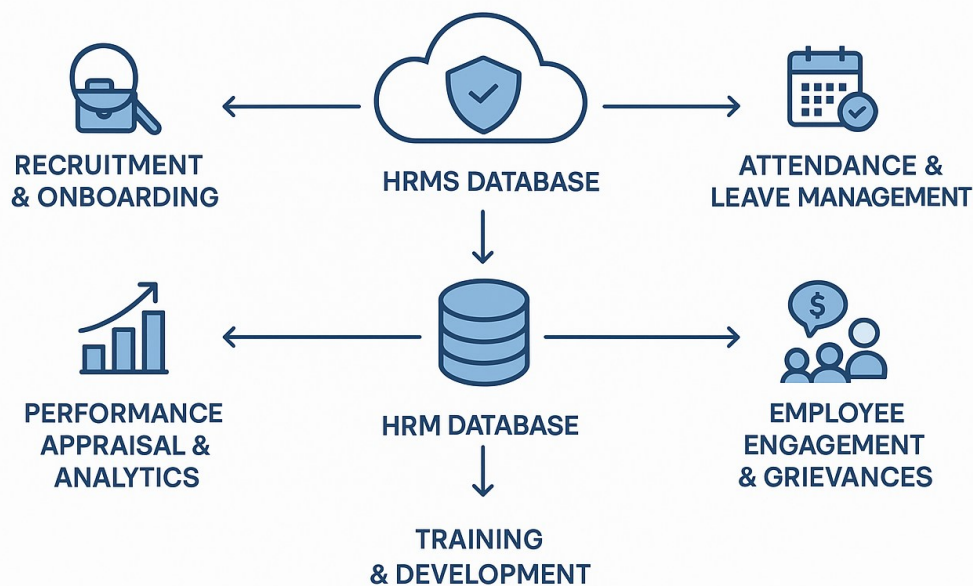 RECRUITMENT
& ONBOARDING
HRMS DATABASE
ATTENDANCE &
LEAVE MANAGEMENT
PERFORMANCE
APPRAISAL &
ANALYTICS
HRM DATABASE
$
EMPLOYEE
ENGAGEMENT
& GRIEVANCES
TRAINING
& DEVELOPMENT